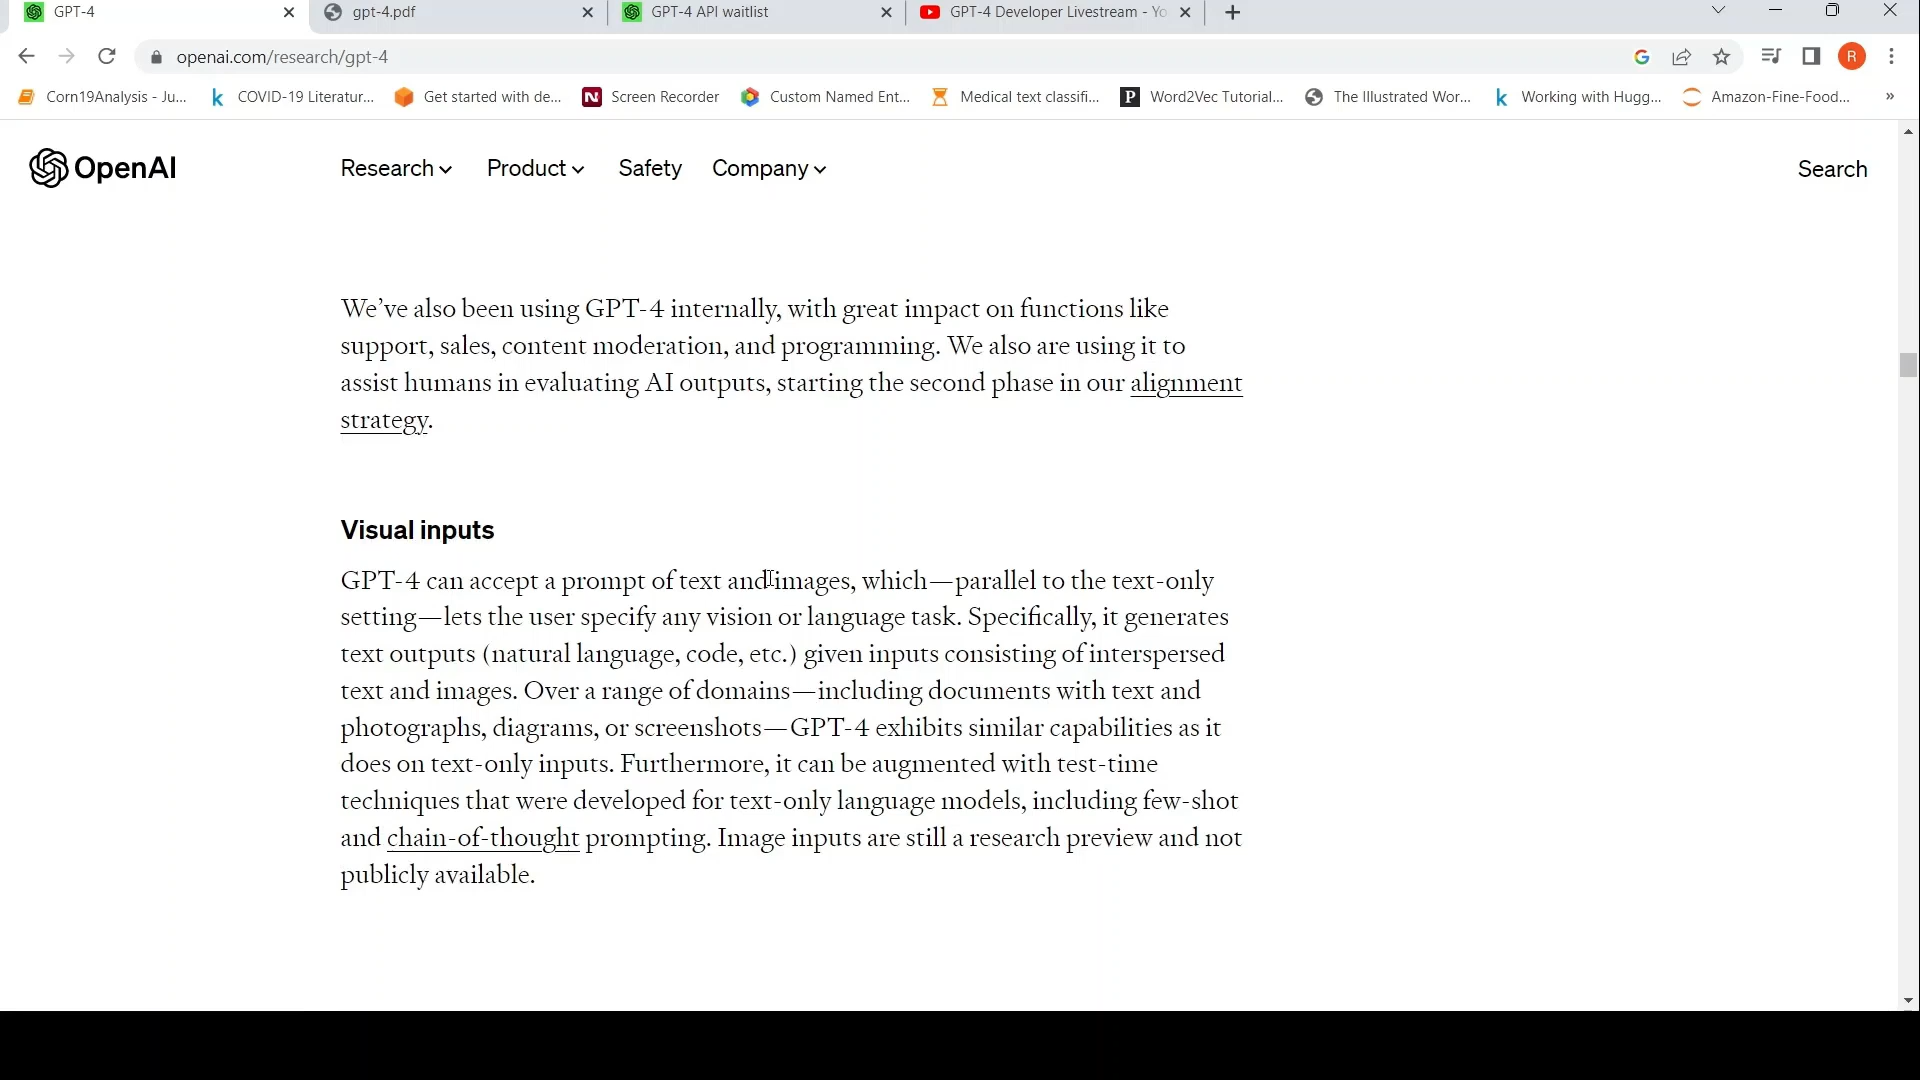 GPT-4
gpt-4.pdf
GPT-4 API waitlist
GPT-4 Developer Livestream - Yo
openai.com/research/gpt-4
R
Corn19Analysis - Ju...
COVID-19 Literatur...
Get started with de...
Screen Recorder
Custom Named Ent...
Medical text classifi...
Word2Vec Tutorial...
The Illustrated Wor...
Working with Hugg...
Amazon-Fine-Food...
OpenAI
Research
Product
Safety
Company
Search
We’ve also been using GPT-4 internally, with great impact on functions like
support, sales, content moderation, and programming. We also are using it to
assist humans in evaluating AI outputs, starting the second phase in our alignment
strategy.
Visual inputs
GPT-4 can accept a prompt of text and images, which—parallel to the text-only
setting—lets the user specify any vision or language task. Specifically, it generates
text outputs (natural language, code, etc.) given inputs consisting of interspersed
text and images. Over a range of domains—including documents with text and
photographs, diagrams, or screenshots—GPT-4 exhibits similar capabilities as it
does on text-only inputs. Furthermore, it can be augmented with test-time
techniques that were developed for text-only language models, including few-shot
and chain-of-thought prompting. Image inputs are still a research preview and not
publicly available.